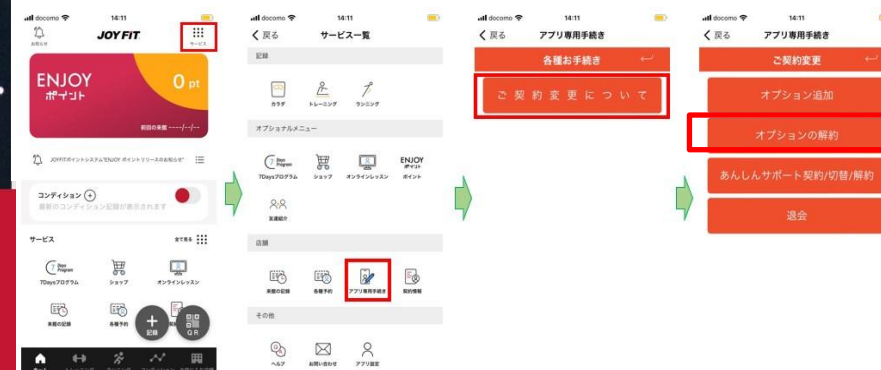 docomo 14:11
お知らせ
JOYFIT
サービス
ENJOY
ポイント
0 pt
前回の来館 ----/--/--
JOYFITポイントシステム"ENJOY ポイント"リリースのお知らせ"
コンディション
最新のコンディション記録が表示されます
サービス
全て見る
7 Days Program
7Daysプログラム
ショップ
オンラインレッスン
来館の記録
各種予約
記録
QR
docomo 14:11
戻る サービス一覧
記録
カラダ
トレーニング
ランニング
オプショナルメニュー
7 Days Program
ENJOY
ポイント
7Daysプログラム
ショップ
オンラインレッスン
ポイント
友達紹介
店舗
来館の記録
各種予約
アプリ専用手続き
契約情報
その他
ヘルプ
お問い合わせ
アプリ設定
docomo 14:11
戻る アプリ専用手続き
各種お手続き
ご契約変更について
docomo 14:11
戻る アプリ専用手続き
ご契約変更
オプション追加
オプションの解約
あんしんサポート契約/切替/解約
退会